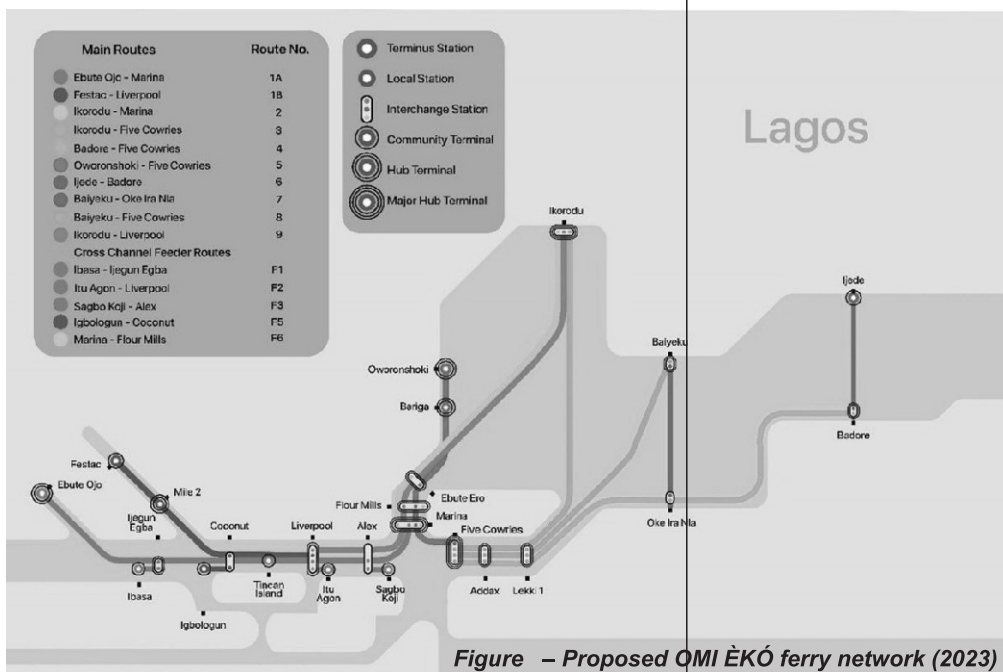 Main Routes Route No.
Ebute Ojo - Marina 1A
Festac - Liverpool 1B
Ikorodu - Marina 2
Ikorodu - Five Cowries 3
Badore - Five Cowries 4
Oworonshoki - Five Cowries 5
Ijede - Badore 6
Baiyeku - Oke Ira Nla 7
Baiyeku - Five Cowries 8
Ikorodu - Liverpool 9
Cross Channel Feeder Routes
Ibasa - Ijegun Egba F1
Itu Agon - Liverpool F2
Sagbo Koji - Alex F3
Igbologun - Coconut F5
Marina - Flour Mills F6
Terminus Station
Local Station
Interchange Station
Community Terminal
Hub Terminal
Major Hub Terminal
Lagos
Ikorodu
Ijede
Baiyeku
Oworonshoki
Bariga
Badore
Festac
Ebute Ojo
Mile 2
Ijegun
Egba
Coconut
Liverpool
Alex
Flour Mills
Ebute Ero
Marina
Five Cowries
Oke Ira Nla
Ibasa
Tincan
Island
Itu
Agon
Sagbo
Koji
Addax
Lekki 1
Igbologun
Figure – Proposed OMI ÈKÓ ferry network (2023)